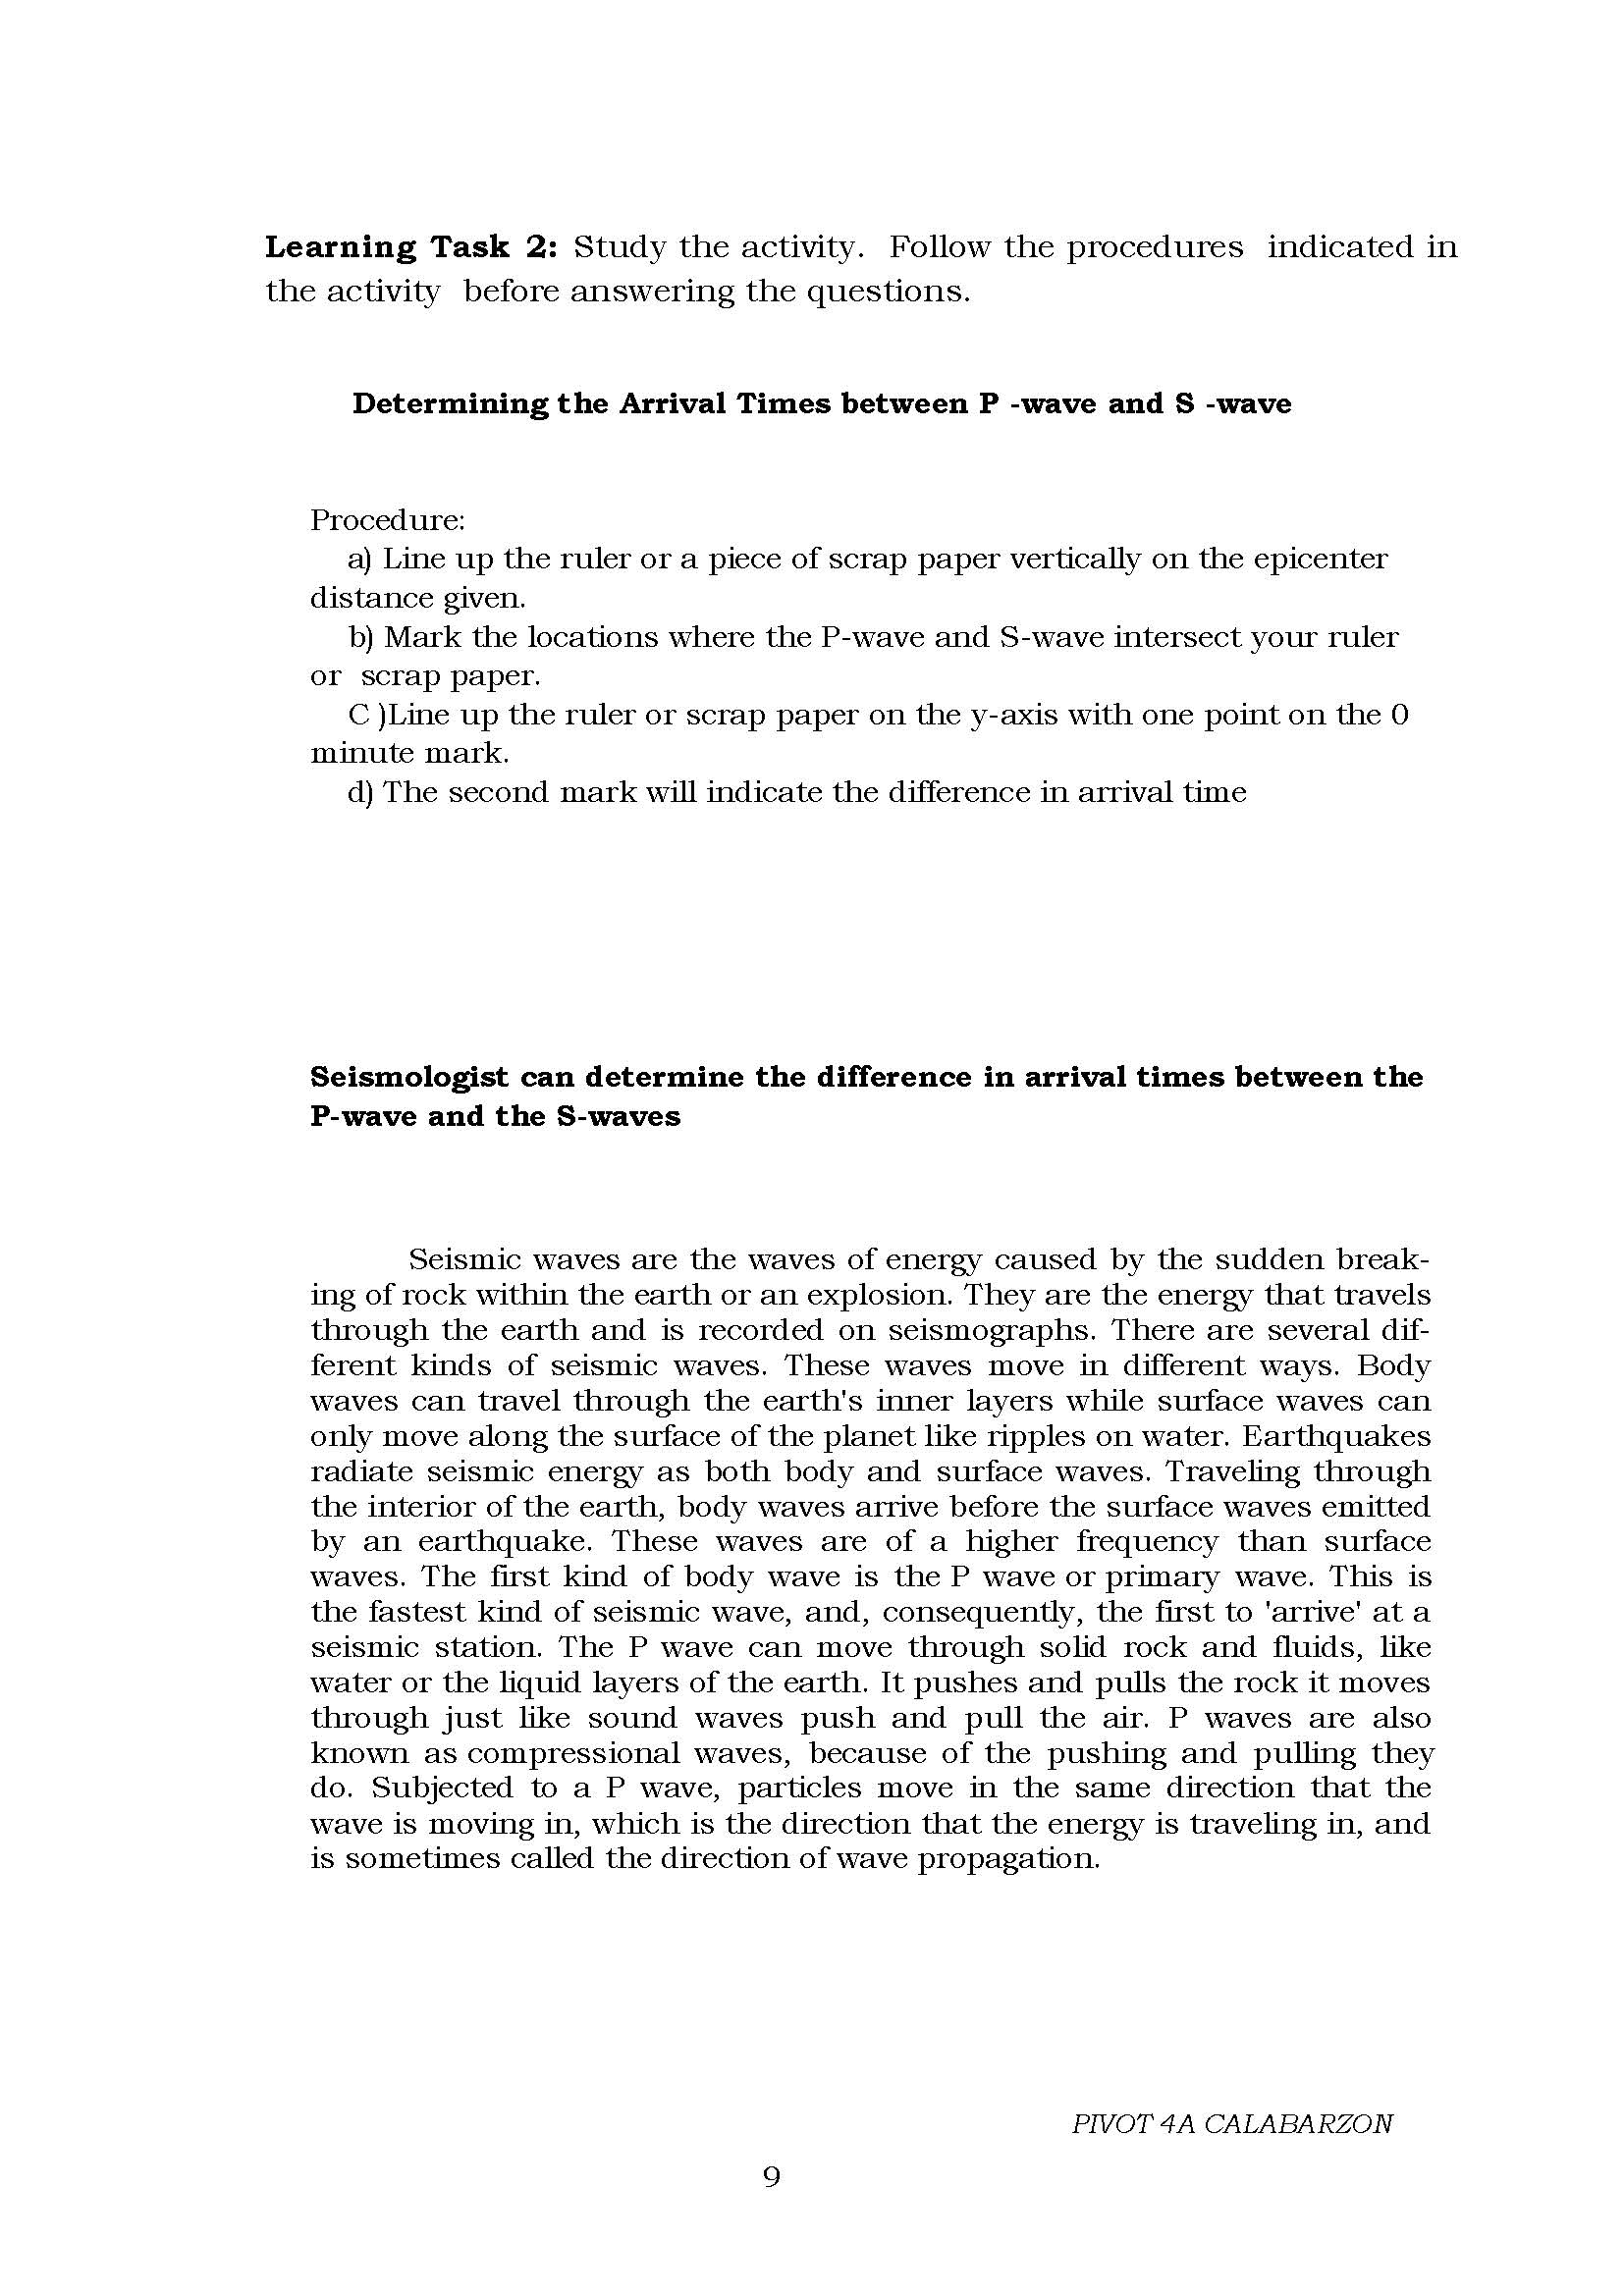 Learning Task 2: Study the activity. Follow the procedures indicated in
the activity before answering the questions.
Determining the Arrival Times between P -wave and S -wave
Procedure:
a) Line up the ruler or a piece of scrap paper vertically on the epicenter
distance given.
b) Mark the locations where the P-wave and S-wave intersect your ruler
or scrap paper.
C )Line up the ruler or scrap paper on the y-axis with one point on the 0
minute mark.
d) The second mark will indicate the difference in arrival time
Seismologist can determine the difference in arrival times between the
P-wave and the S-waves
Seismic waves are the waves of energy caused by the sudden break-
ing of rock within the earth or an explosion. They are the energy that travels
through the earth and is recorded on seismographs. There are several dif-
ferent kinds of seismic waves. These waves move in different ways. Body
waves can travel through the earth's inner layers while surface waves can
only move along the surface of the planet like ripples on water. Earthquakes
radiate seismic energy as both body and surface waves. Traveling through
the interior of the earth, body waves arrive before the surface waves emitted
by an earthquake. These waves are of a higher frequency than surface
waves. The first kind of body wave is the P wave or primary wave. This is
the fastest kind of seismic wave, and, consequently, the first to 'arrive' at a
seismic station. The P wave can move through solid rock and fluids, like
water or the liquid layers of the earth. It pushes and pulls the rock it moves
through just like sound waves push and pull the air. P waves are also
known as compressional waves, because of the pushing and pulling they
do. Subjected to a P wave, particles move in the same direction that the
wave is moving in, which is the direction that the energy is traveling in, and
is sometimes called the direction of wave propagation.
PIVOT 4A CALABARZON
9